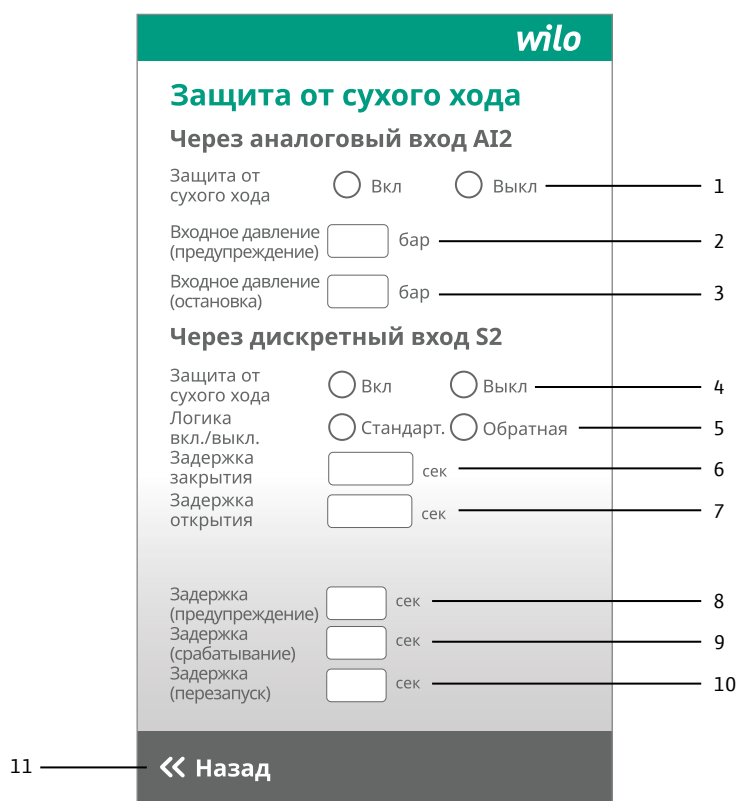 wilo
Защита от сухого хода
Через аналоговый вход AI2
Защита от
сухого хода
Вкл
Выкл
1
Входное давление
(предупреждение)
бар
2
Входное давление
(остановка)
бар
3
Через дискретный вход S2
Защита от
сухого хода
Вкл
Выкл
4
Логика
вкл./выкл.
Стандарт.
Обратная
5
Задержка
закрытия
сек
6
Задержка
открытия
сек
7
Задержка
(предупреждение)
сек
8
Задержка
(срабатывание)
сек
9
Задержка
(перезапуск)
сек
10
11
Назад